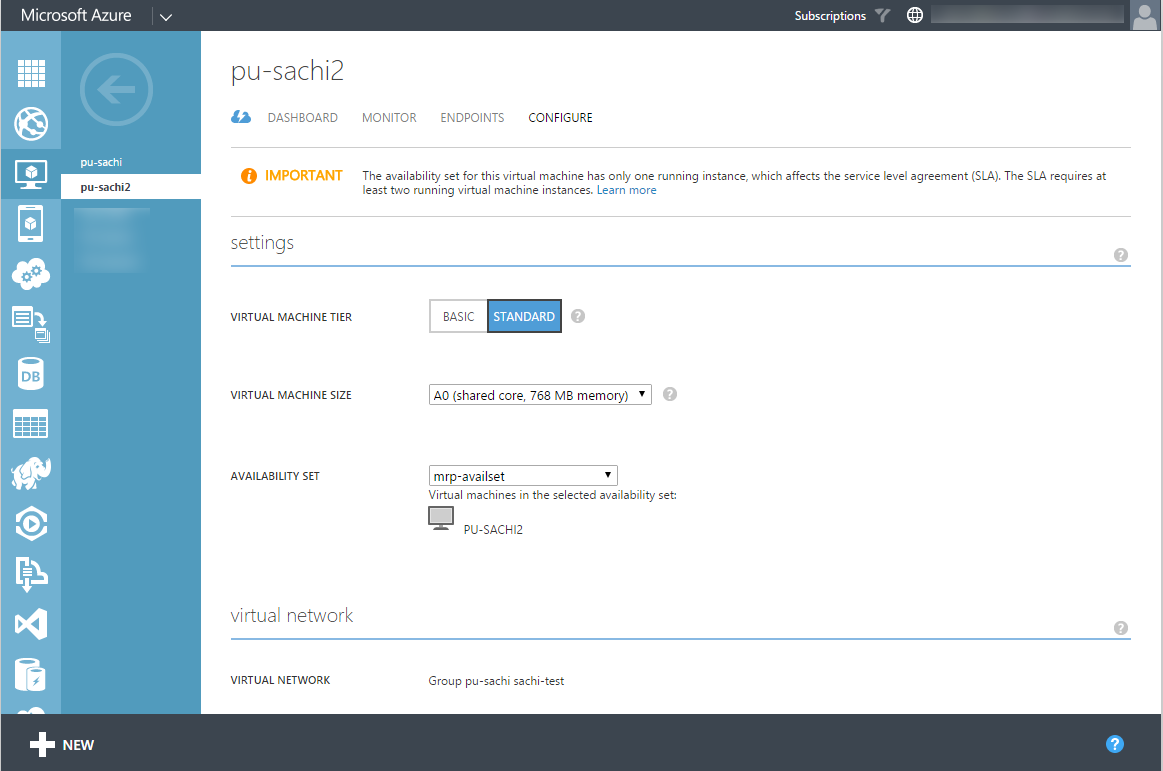 Microsoft Azure
Subscriptions
pu-sachi
pu-sachi2
pu-sachi2
DASHBOARD MONITOR ENDPOINTS CONFIGURE
IMPORTANT
The availability set for this virtual machine has only one running instance, which affects the service level agreement (SLA). The SLA requires at
least two running virtual machine instances. Learn more
settings
VIRTUAL MACHINE TIER BASIC STANDARD
VIRTUAL MACHINE SIZE A0 (shared core, 768 MB memory)
DB
AVAILABILITY SET mrp-availset
Virtual machines in the selected availability set:
PU-SACHI2
virtual network
VIRTUAL NETWORK Group pu-sachi sachi-test
NEW